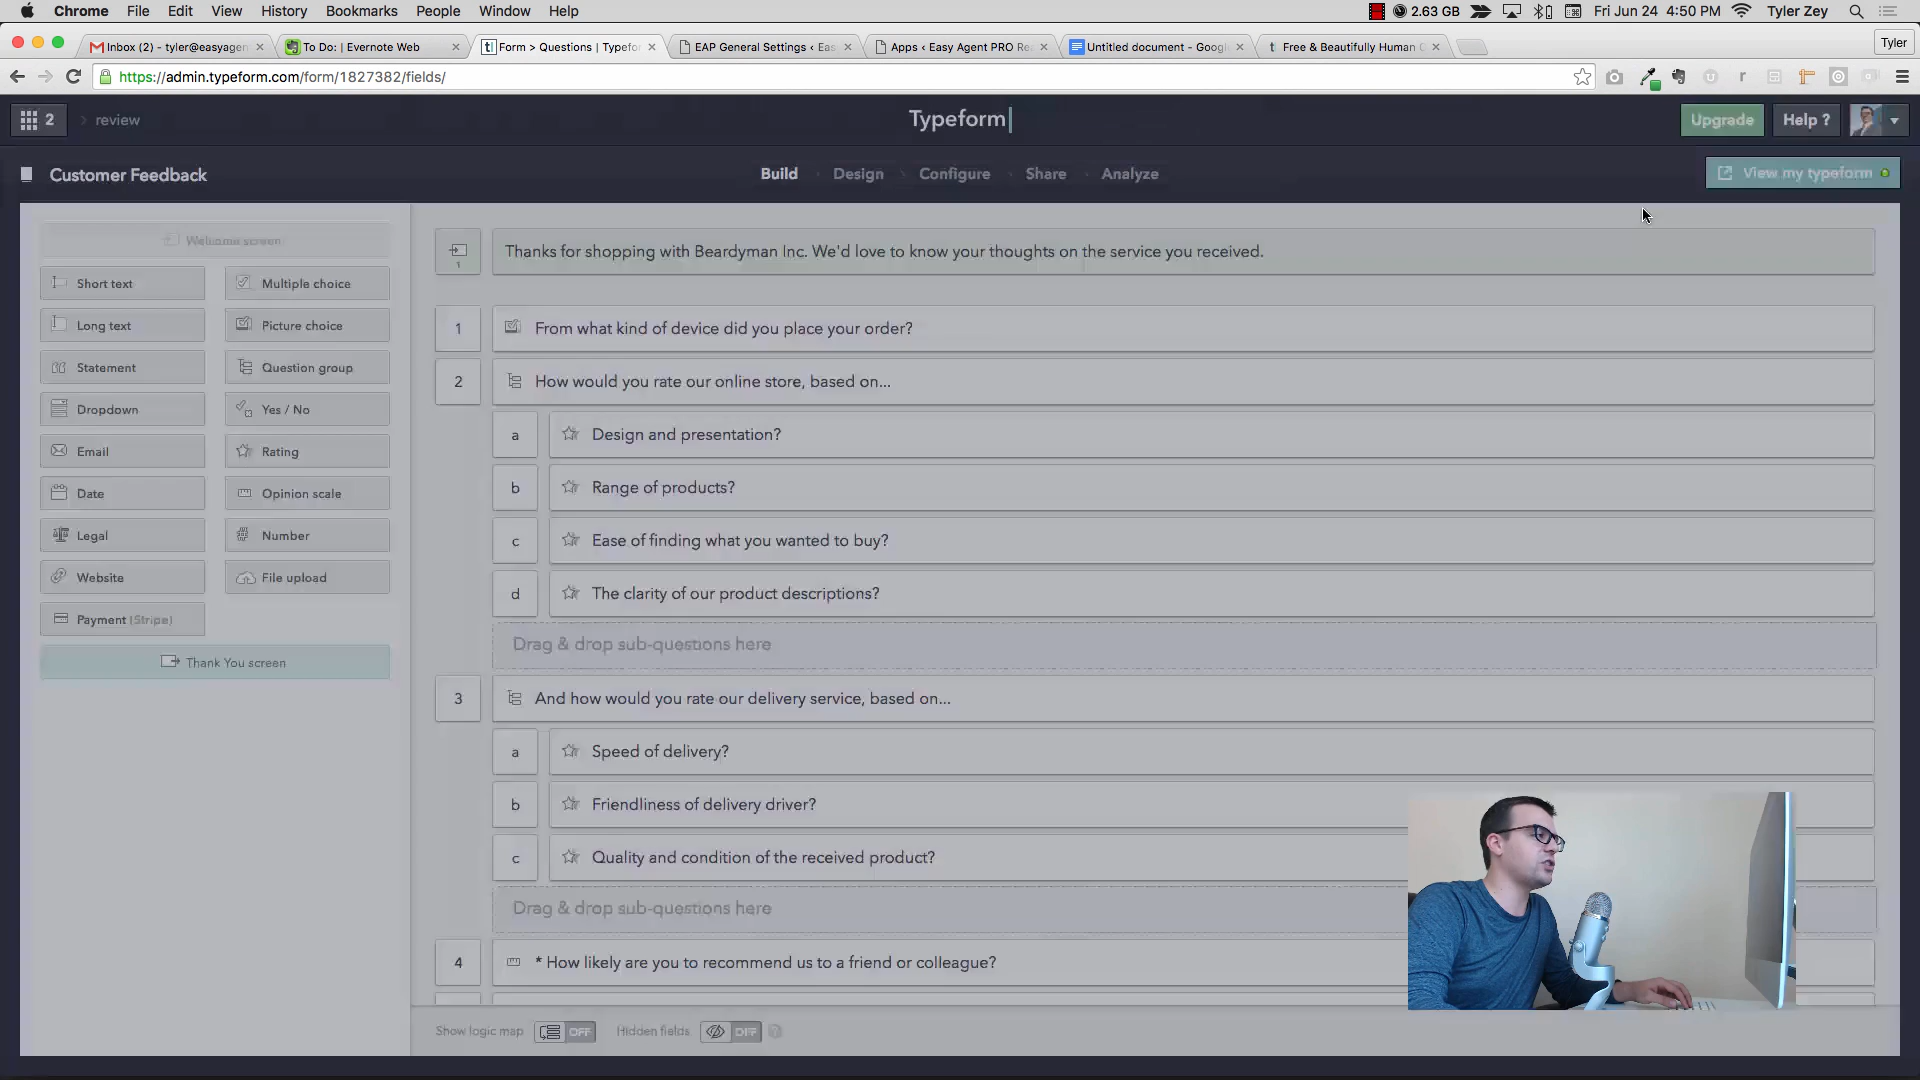 Chrome File Edit View History Bookmarks People Window Help 2.63 GB Fri Jun 24 4:50 PM Tyler Zey
Inbox (2) - tyler@easyagen To Do: | Evernote Web Form > Questions | Typefor EAP General Settings ‹ Eas Apps ‹ Easy Agent PRO Re Untitled document - Googl Free & Beautifully Human Tyler
https://admin.typeform.com/form/1827382/fields/
2 review Typeform Upgrade Help ?
Customer Feedback Build Design Configure Share Analyze View my typeform
Welcome screen
1 Thanks for shopping with Beardyman Inc. We'd love to know your thoughts on the service you received.
Short text Multiple choice
Long text Picture choice
Statement Question group
Dropdown Yes / No
Email Rating
Date Opinion scale
Legal Number
Website File upload
Payment (Stripe)
Thank You screen
1 From what kind of device did you place your order?
2 How would you rate our online store, based on...
a Design and presentation?
b Range of products?
c Ease of finding what you wanted to buy?
d The clarity of our product descriptions?
Drag & drop sub-questions here
3 And how would you rate our delivery service, based on...
a Speed of delivery?
b Friendliness of delivery driver?
c Quality and condition of the received product?
Drag & drop sub-questions here
4 * How likely are you to recommend us to a friend or colleague?
Show logic map OFF Hidden fields OFF ?